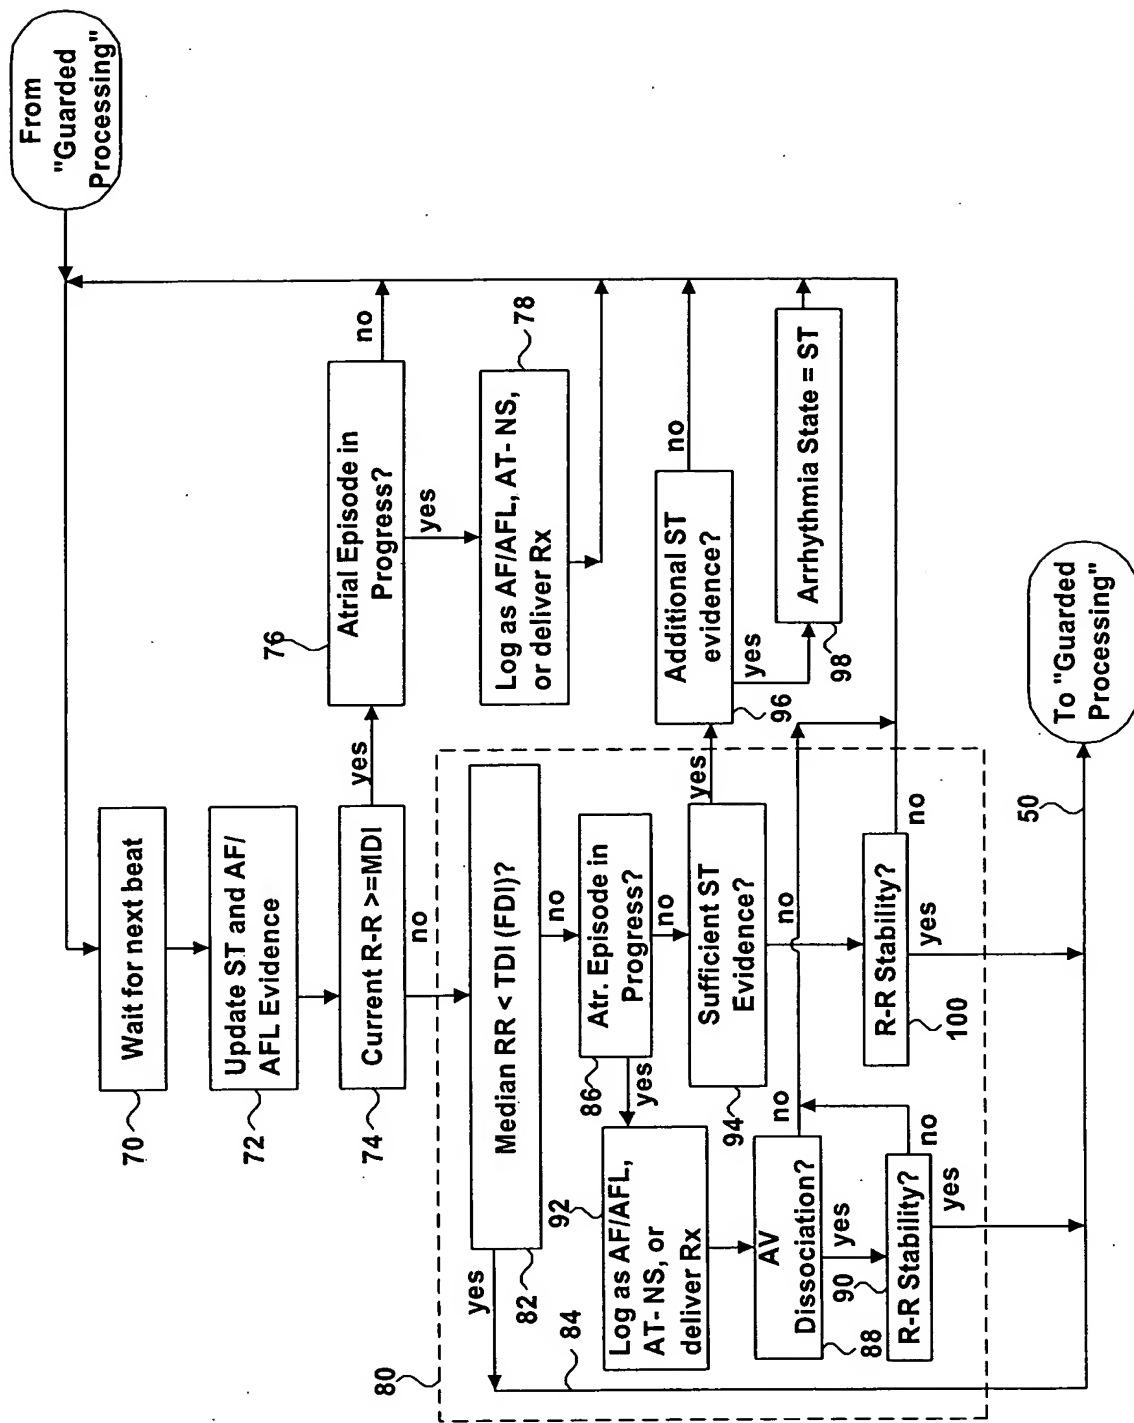 From
"Guarded
Processing"
Wait for next beat
70
Update ST and AF/
AFL Evidence
72
Current R-R >=MDI
74
yes
no
Atrial Episode in
Progress?
76
no
yes
Log as AF/AFL, AT- NS,
or deliver Rx
78
80
Median RR < TDI (FDI)?
82
yes
84
no
Atr. Episode in
Progress?
86
yes
no
Log as AF/AFL,
AT- NS, or
deliver Rx
92
Sufficient ST
Evidence?
94
yes
no
Additional ST
evidence?
96
no
yes
Arrhythmia State = ST
98
AV
Dissociation?
88
no
yes
R-R Stability?
90
no
yes
R-R Stability?
100
no
yes
50
To "Guarded
Processing"